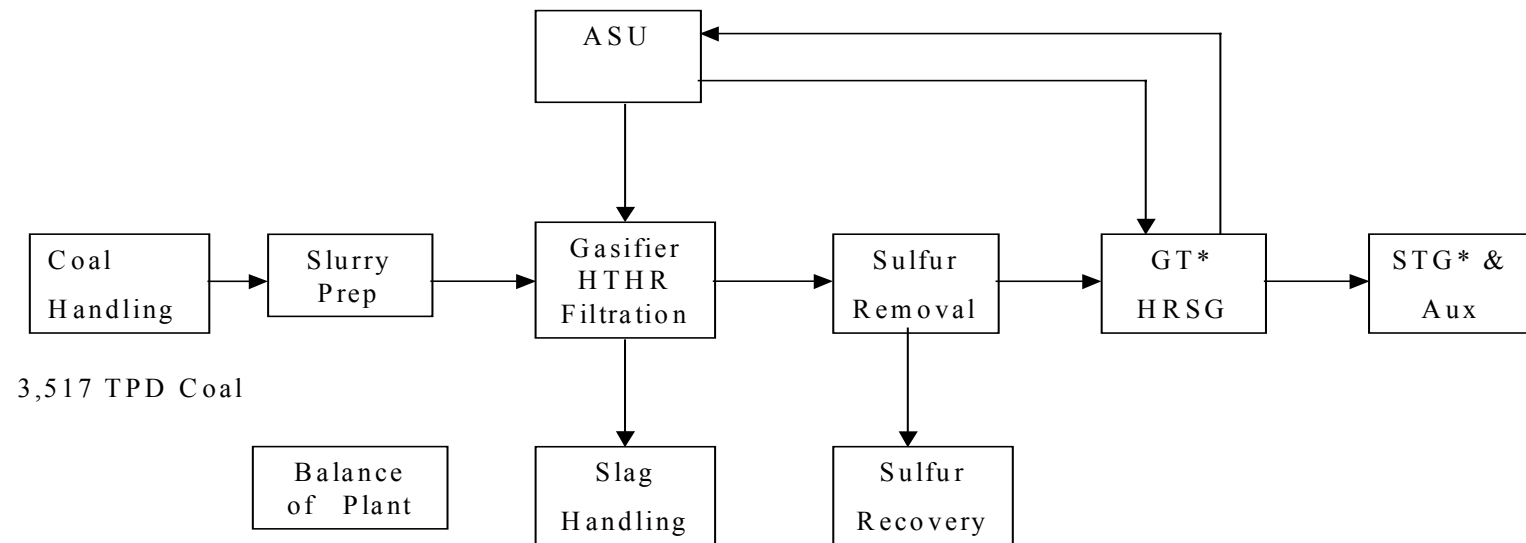 ASU
Coal
Handling
Slurry
Prep
Gasifier
HTHR
Filtration
Sulfur
Removal
GT*
HRSG
STG* &
Aux
3,517 TPD Coal
Balance
of Plant
Slag
Handling
Sulfur
Recovery